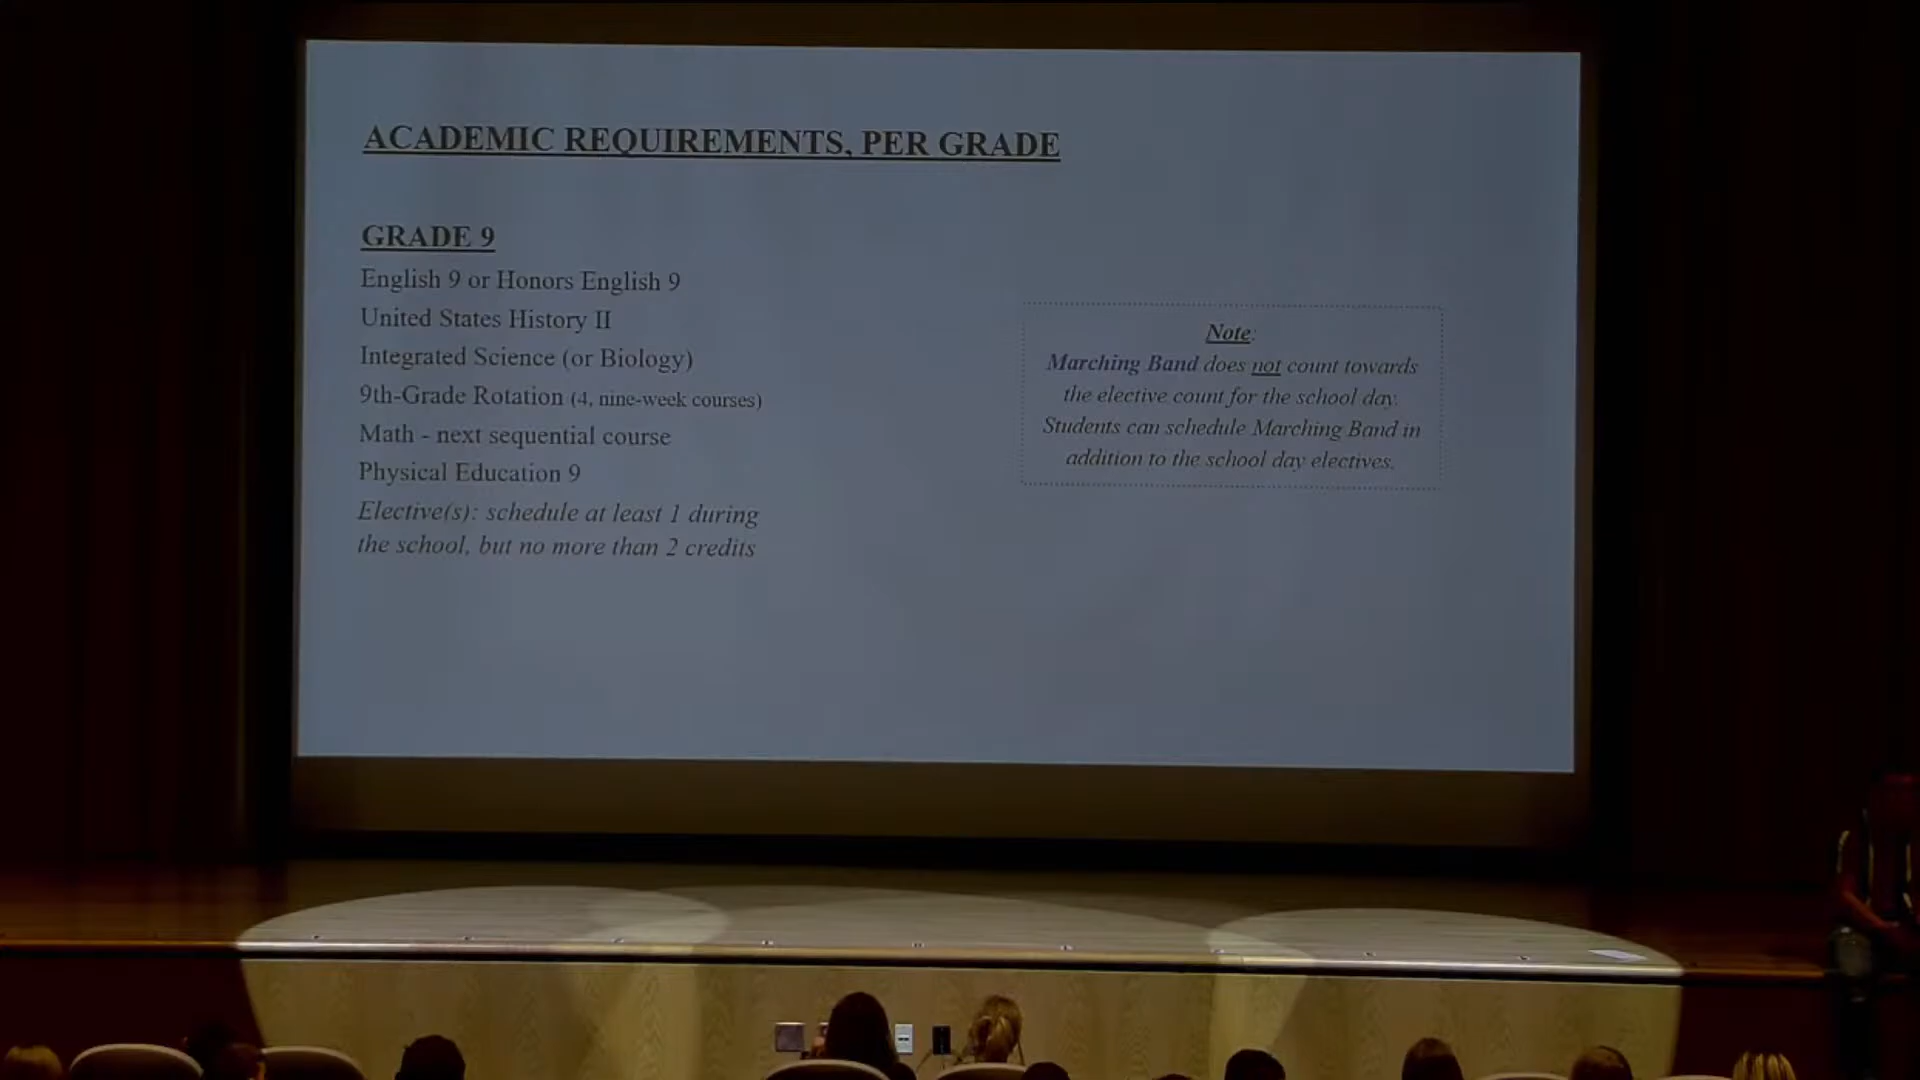 ACADEMIC REQUIREMENTS, PER GRADE
GRADE 9
English 9 or Honors English 9
United States History II
Integrated Science (or Biology)
9th-Grade Rotation (4, nine-week courses)
Math - next sequential course
Physical Education 9
Elective(s): schedule at least 1 during
the school, but no more than 2 credits
Note:
Marching Band does not count towards
the elective count for the school day.
Students can schedule Marching Band in
addition to the school day electives.